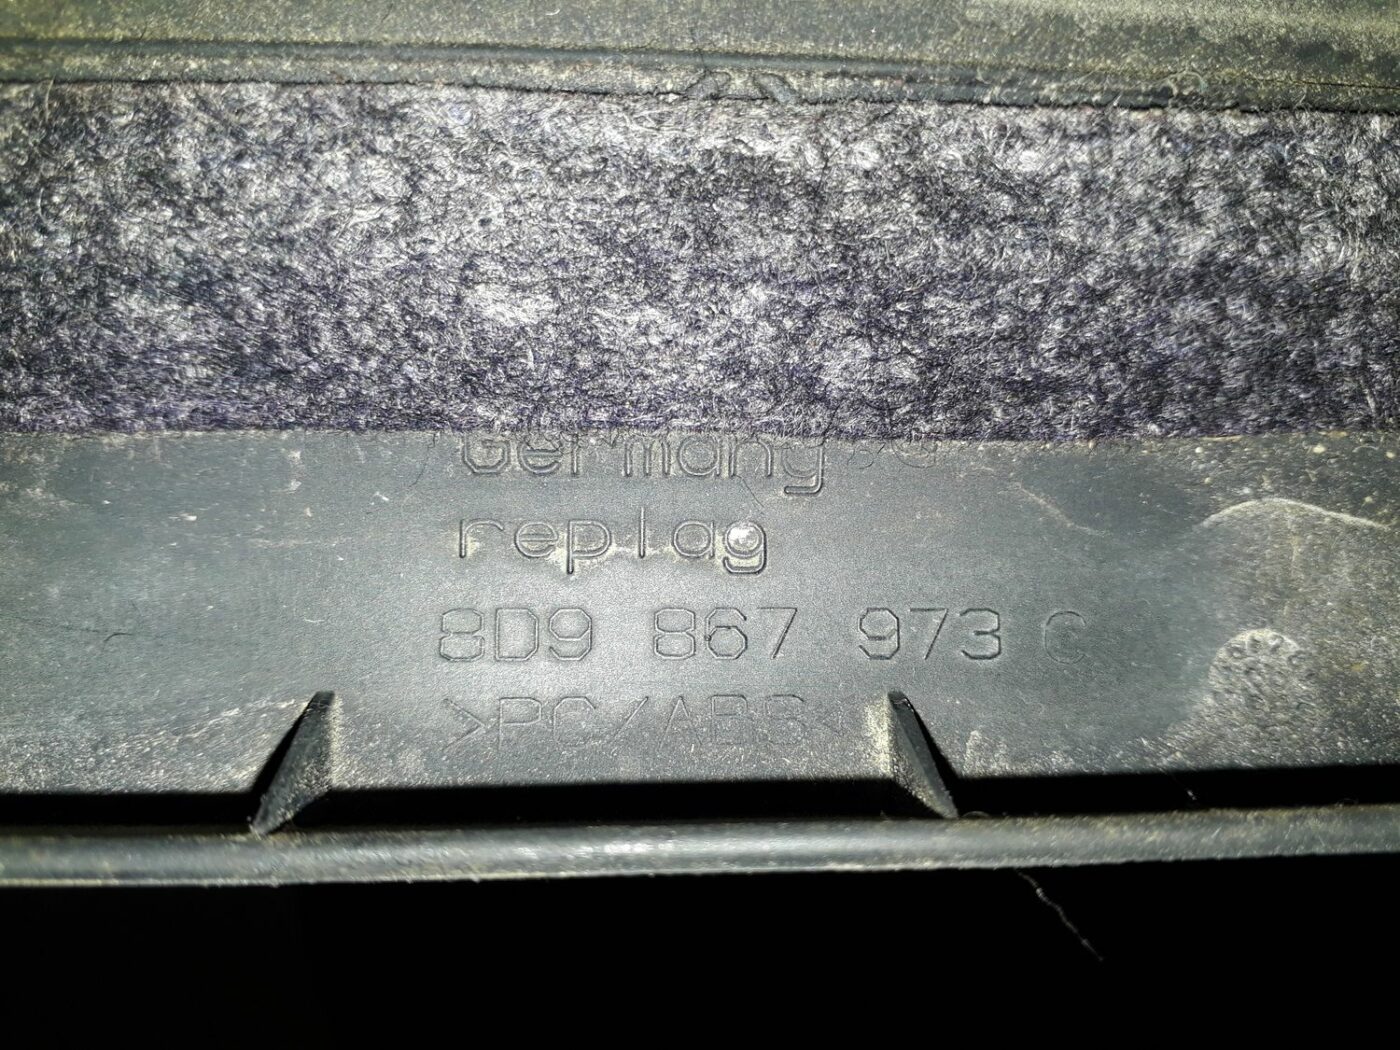 Germany
replag
8D9 867 973 C
>PC/ABS<